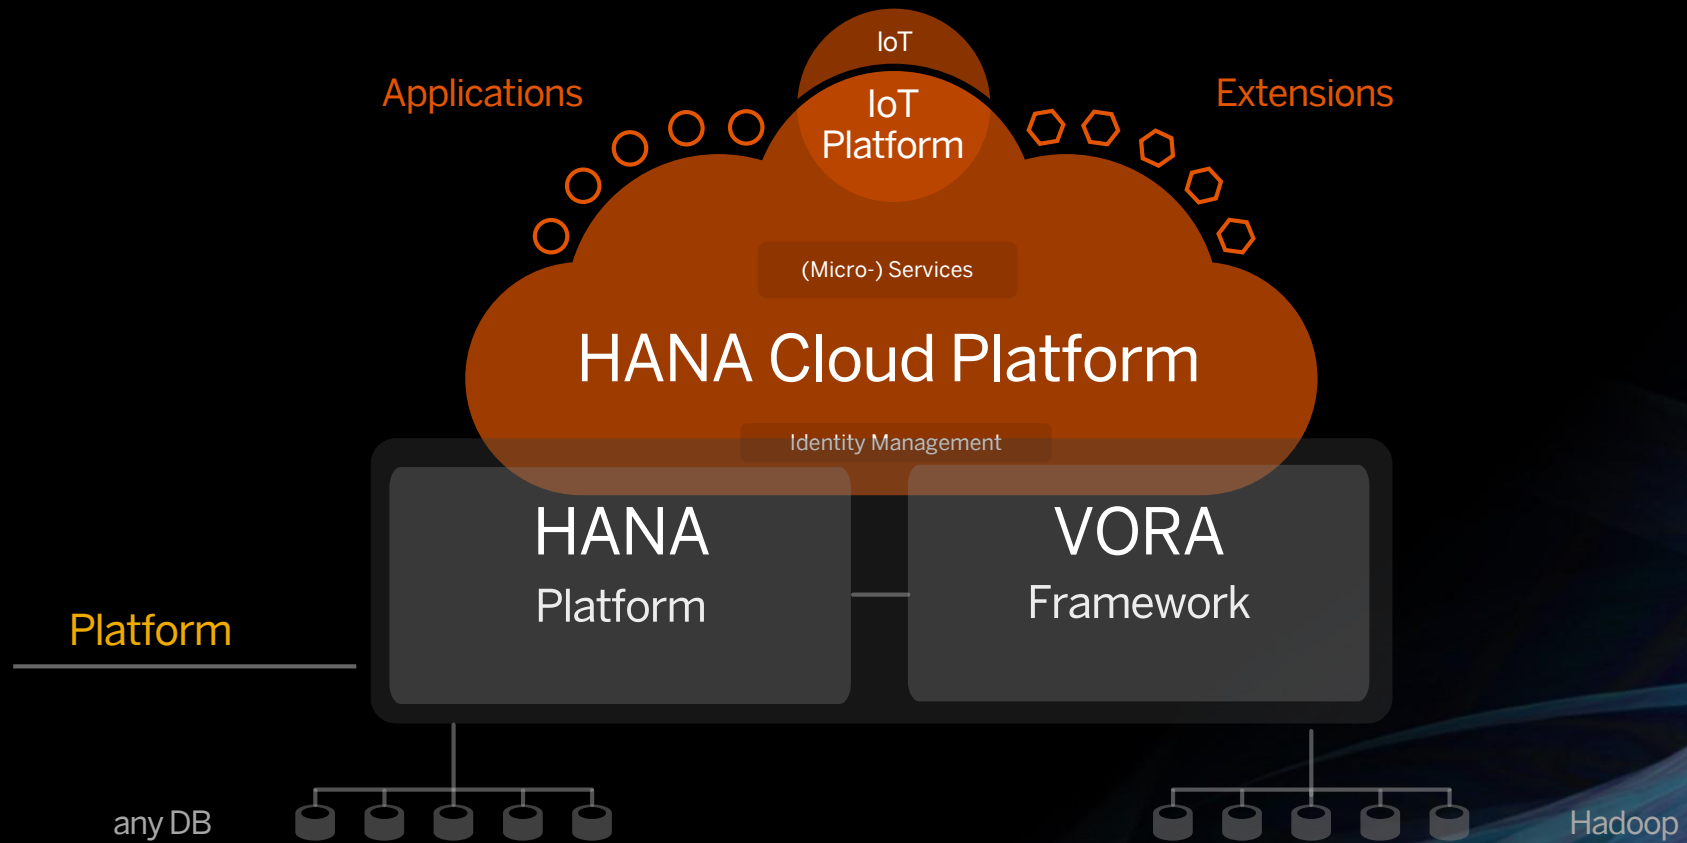 IoT
Applications
IoT
Platform
Extensions
(Micro-) Services
HANA Cloud Platform
Identity Management
HANA
Platform
VORA
Framework
Platform
any DB
Hadoop